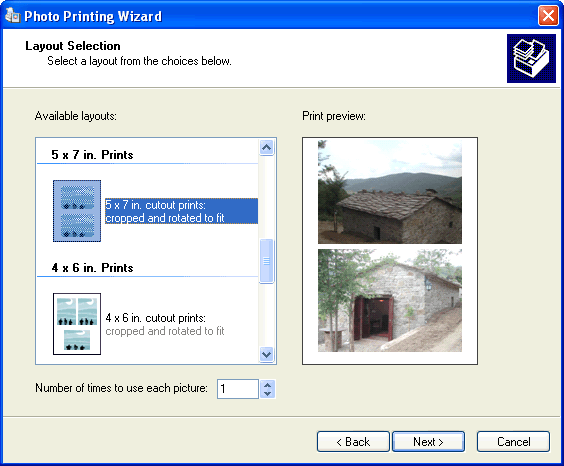 Photo Printing Wizard
Layout Selection
Select a layout from the choices below.
Available layouts:
Print preview:
5 x 7 in. Prints
5 x 7 in. cutout prints:
cropped and rotated to fit
4 x 6 in. Prints
4 x 6 in. cutout prints:
cropped and rotated to fit
Number of times to use each picture: 1
< Back Next > Cancel